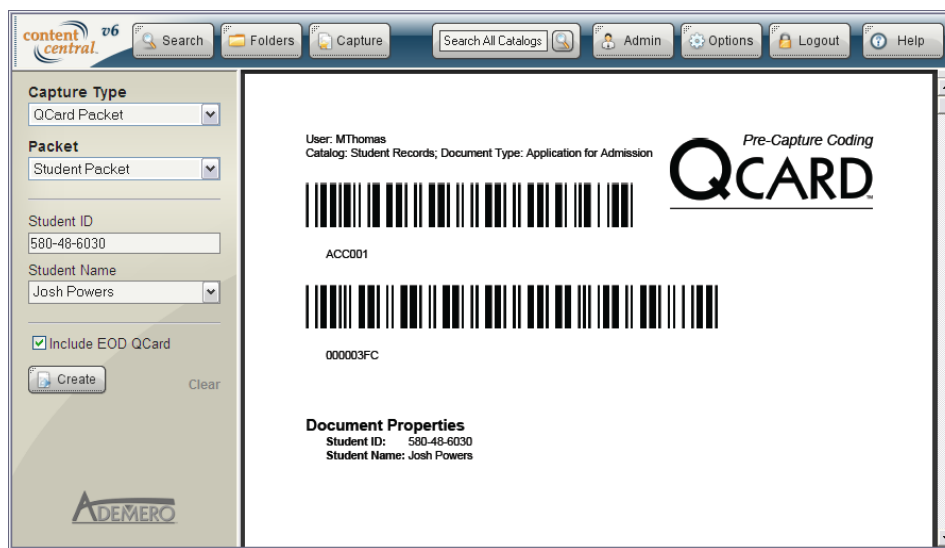 content central. v6 Search Folders Capture Search All Catalogs Admin Options Logout Help
Capture Type
QCard Packet
Packet
Student Packet
Student ID
580-48-6030
Student Name
Josh Powers
Include EOD QCard
Create Clear
ADEMERO
User: MThomas
Catalog: Student Records; Document Type: Application for Admission
Pre-Capture Coding
QCARD™
ACC001
000003FC
Document Properties
Student ID: 580-48-6030
Student Name: Josh Powers